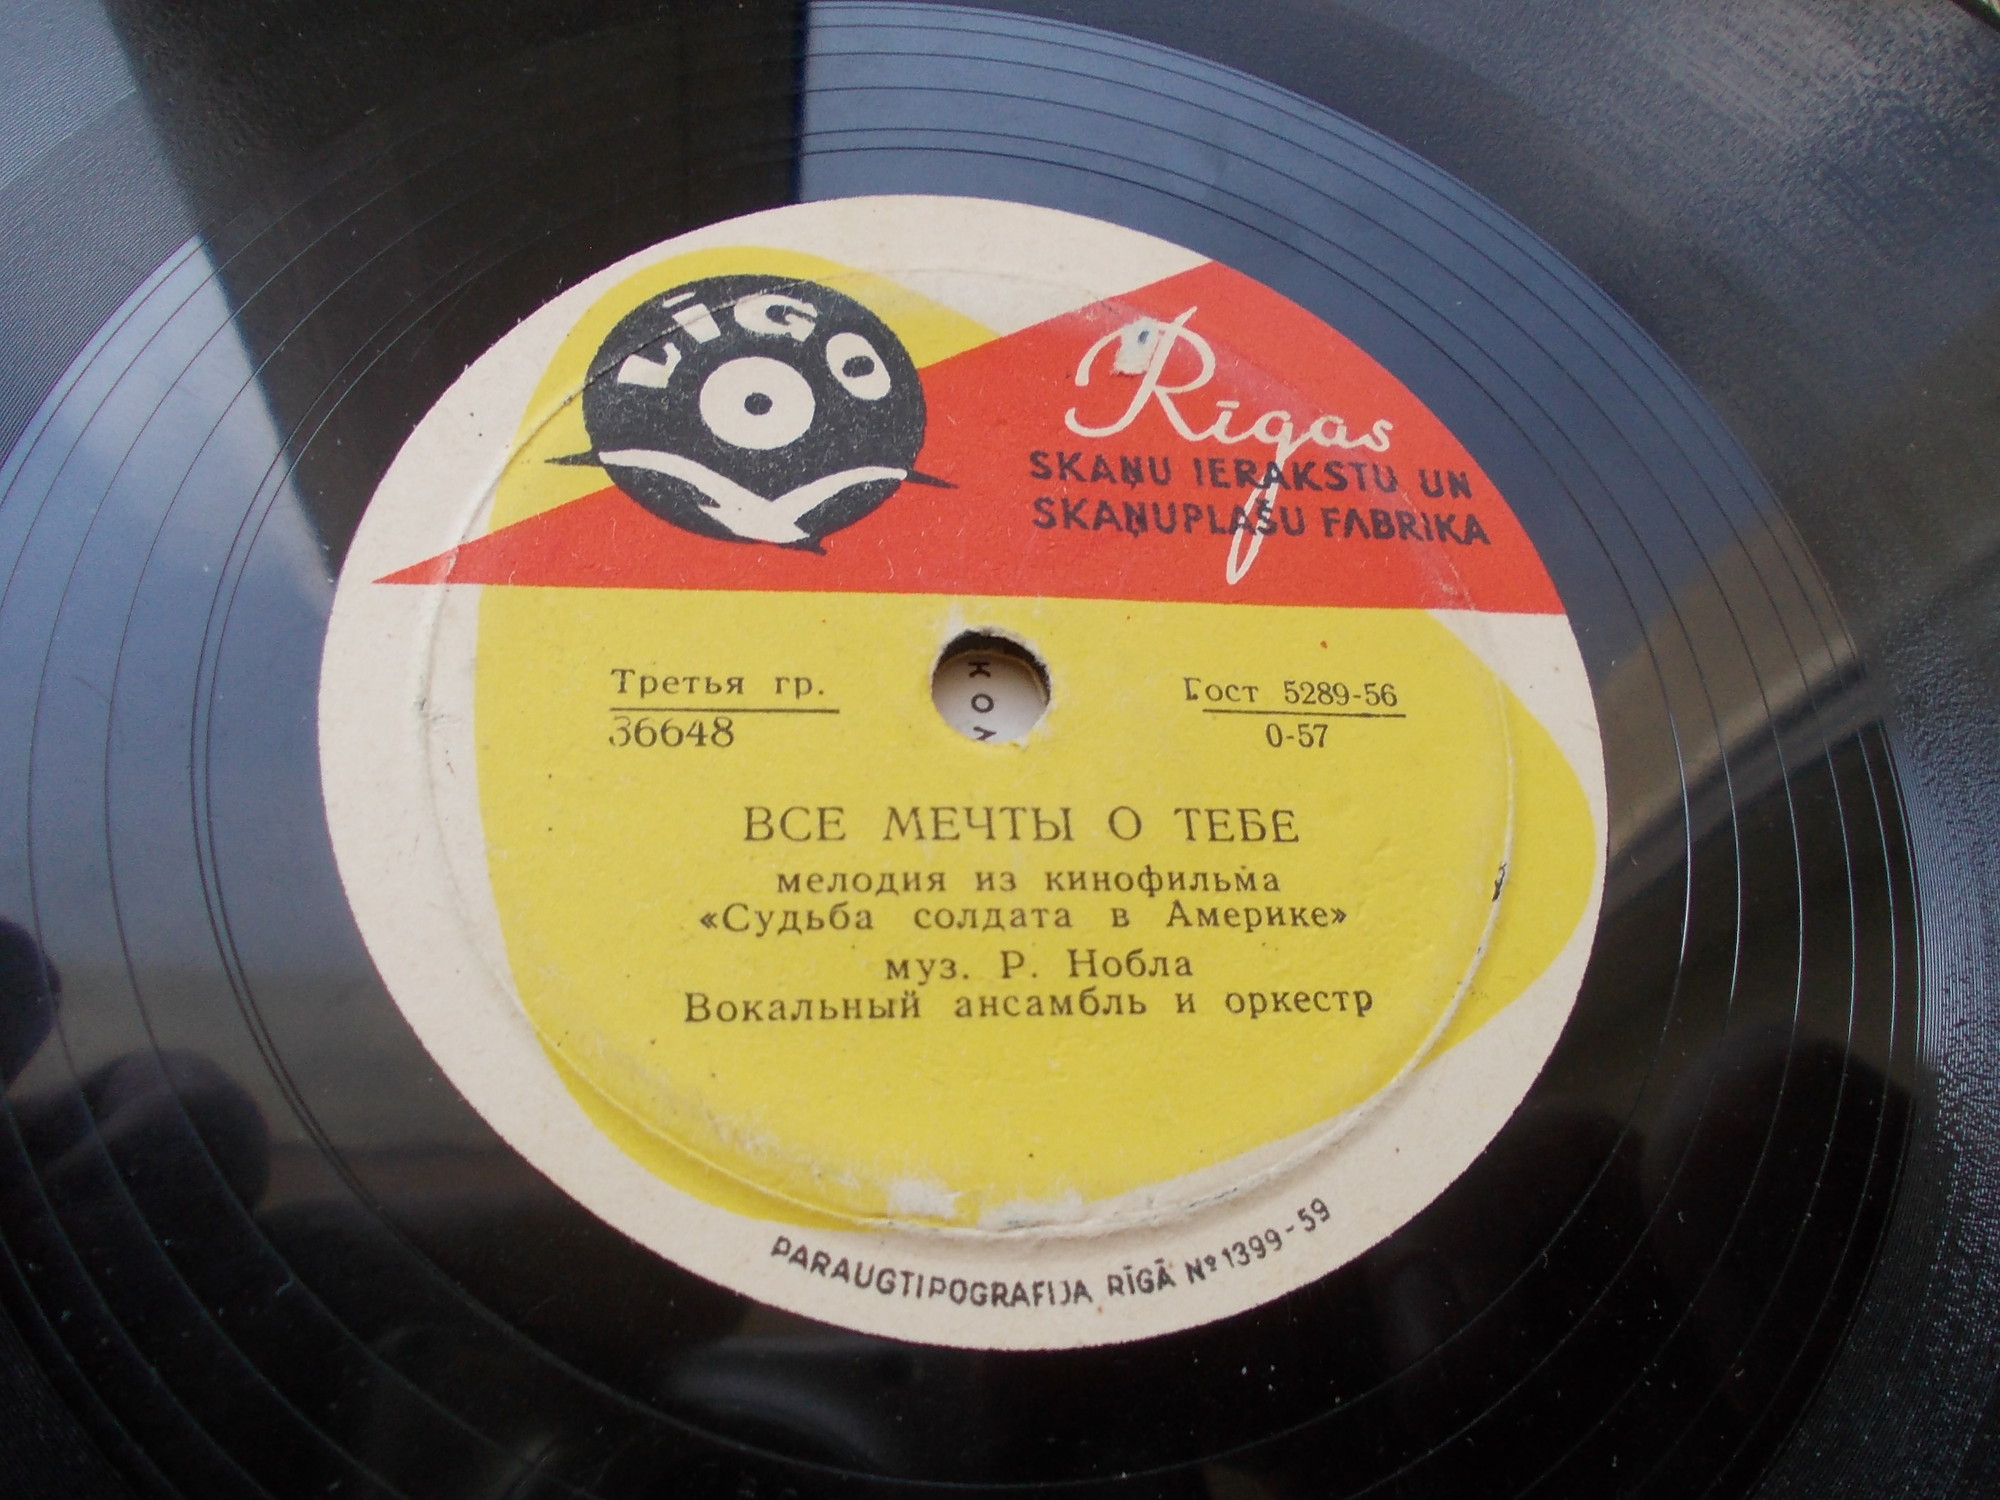 LĪGO
Rīgas
SKAŅU IERAKSTU UN
SKAŅUPLAŠU FABRIKA
Третья гр.
36648
Гост 5289-56
0-57
ВСЕ МЕЧТЫ О ТЕБЕ
мелодия из кинофильма
«Судьба солдата в Америке»
муз. Р. Нобла
Вокальный ансамбль и оркестр
PARAUGTIPOGRAFIJA RĪGĀ № 1399-59